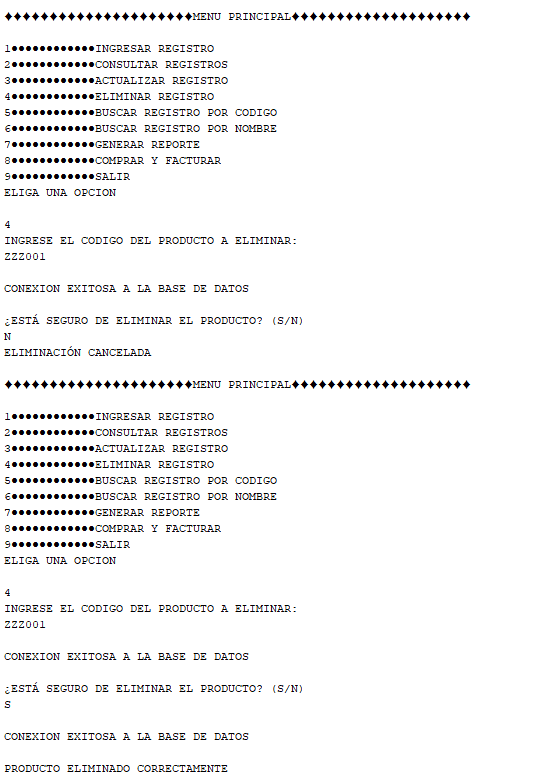 ♦♦♦♦♦♦♦♦♦♦♦♦♦♦♦♦♦♦♦♦♦MENU PRINCIPAL♦♦♦♦♦♦♦♦♦♦♦♦♦♦♦♦♦♦♦♦
1●●●●●●●●●●●●INGRESAR REGISTRO
2●●●●●●●●●●●●CONSULTAR REGISTROS
3●●●●●●●●●●●●ACTUALIZAR REGISTRO
4●●●●●●●●●●●●ELIMINAR REGISTRO
5●●●●●●●●●●●●BUSCAR REGISTRO POR CODIGO
6●●●●●●●●●●●●BUSCAR REGISTRO POR NOMBRE
7●●●●●●●●●●●●GENERAR REPORTE
8●●●●●●●●●●●●COMPRAR Y FACTURAR
9●●●●●●●●●●●●SALIR
ELIGA UNA OPCION
4
INGRESE EL CODIGO DEL PRODUCTO A ELIMINAR:
ZZZ001
CONEXION EXITOSA A LA BASE DE DATOS
¿ESTÁ SEGURO DE ELIMINAR EL PRODUCTO? (S/N)
N
ELIMINACIÓN CANCELADA
♦♦♦♦♦♦♦♦♦♦♦♦♦♦♦♦♦♦♦♦♦MENU PRINCIPAL♦♦♦♦♦♦♦♦♦♦♦♦♦♦♦♦♦♦♦♦
1●●●●●●●●●●●●INGRESAR REGISTRO
2●●●●●●●●●●●●CONSULTAR REGISTROS
3●●●●●●●●●●●●ACTUALIZAR REGISTRO
4●●●●●●●●●●●●ELIMINAR REGISTRO
5●●●●●●●●●●●●BUSCAR REGISTRO POR CODIGO
6●●●●●●●●●●●●BUSCAR REGISTRO POR NOMBRE
7●●●●●●●●●●●●GENERAR REPORTE
8●●●●●●●●●●●●COMPRAR Y FACTURAR
9●●●●●●●●●●●●SALIR
ELIGA UNA OPCION
4
INGRESE EL CODIGO DEL PRODUCTO A ELIMINAR:
ZZZ001
CONEXION EXITOSA A LA BASE DE DATOS
¿ESTÁ SEGURO DE ELIMINAR EL PRODUCTO? (S/N)
S
CONEXION EXITOSA A LA BASE DE DATOS
PRODUCTO ELIMINADO CORRECTAMENTE